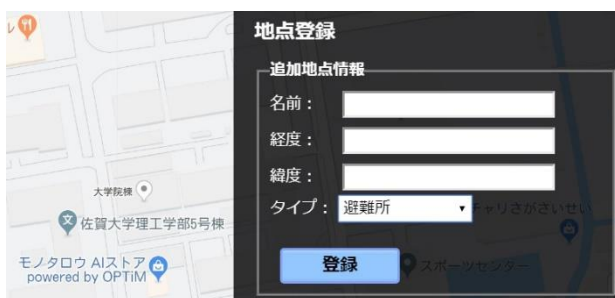 地点登録
追加地点情報
名前：
経度：
緯度：
タイプ：
避難所
登録
大学院棟
佐賀大学理工学部5号棟
モノタロウ AIストア
powered by OPTiM
チャリさがさいせい
スポーツセンター